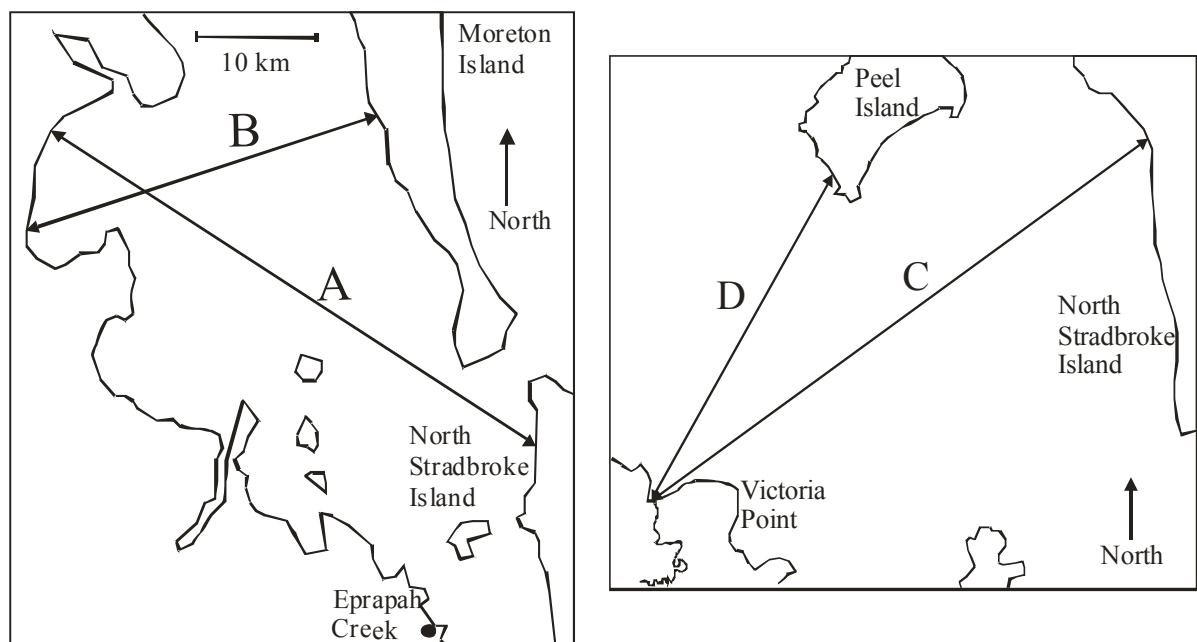 Moreton
Island
10 km
B
North
A
North
Stradbroke
Island
Eprapah
Creek
Peel
Island
C
D
North
Stradbroke
Island
Victoria
Point
North